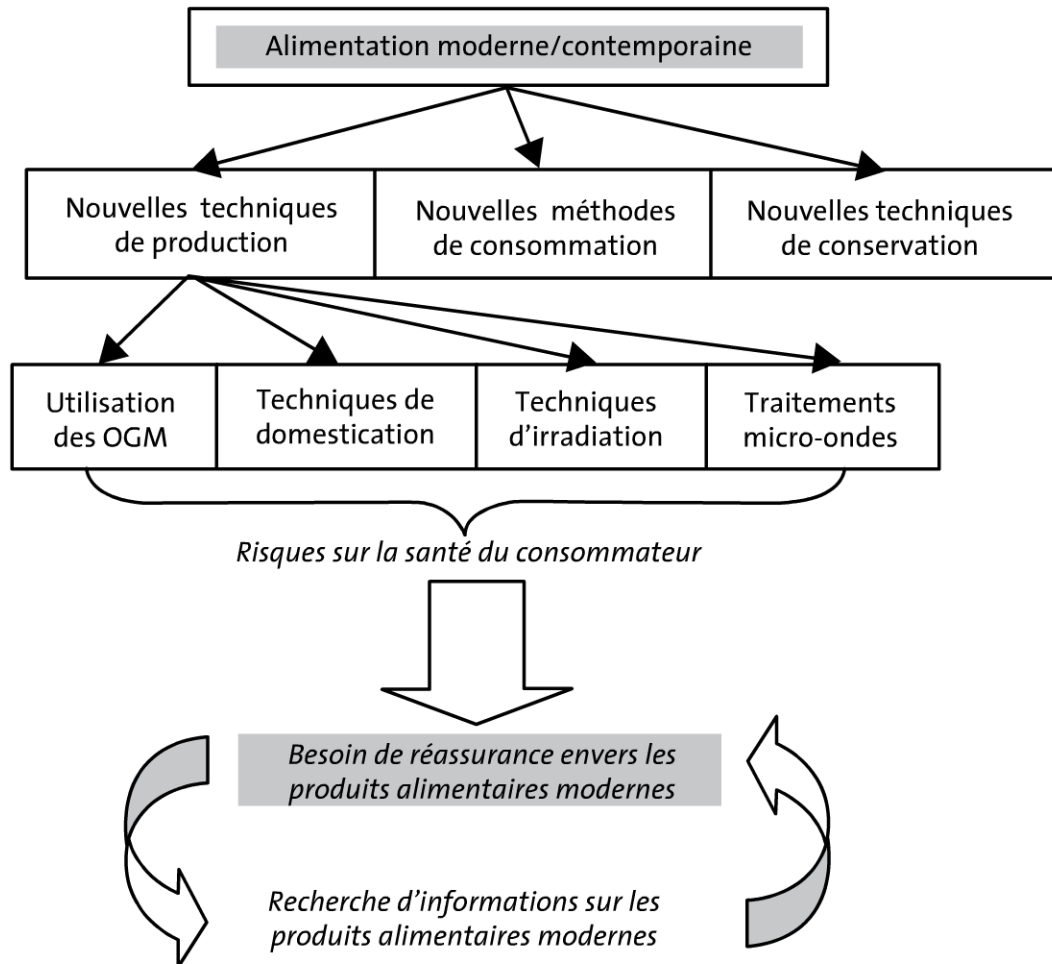 Alimentation moderne/contemporaine
Nouvelles techniques
de production
Nouvelles méthodes
de consommation
Nouvelles techniques
de conservation
Utilisation
des OGM
Techniques de
domestication
Techniques
d’irradiation
Traitements
micro-ondes
Risques sur la santé du consommateur
Besoin de réassurance envers les
produits alimentaires modernes
Recherche d’informations sur les
produits alimentaires modernes